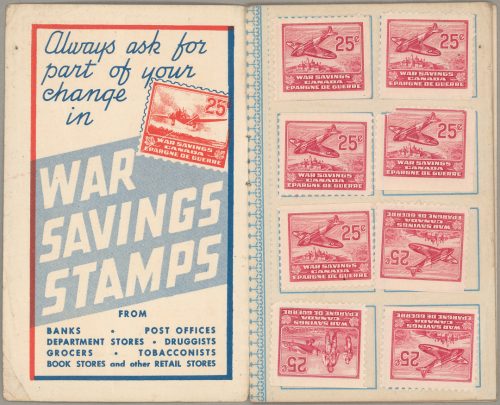 Always ask for
part of your
change
in
25¢
WAR SAVINGS
CANADA
EPARGNE DE GUERRE
WAR
SAVINGS
STAMPS
FROM
BANKS • POST OFFICES
DEPARTMENT STORES • DRUGGISTS
GROCERS • TOBACCONISTS
BOOK STORES and other RETAIL STORES
25¢
WAR SAVINGS
CANADA
EPARGNE DE GUERRE
25¢
WAR SAVINGS
CANADA
EPARGNE DE GUERRE
25¢
WAR SAVINGS
CANADA
EPARGNE DE GUERRE
25¢
WAR SAVINGS
CANADA
EPARGNE DE GUERRE
25¢
WAR SAVINGS
CANADA
EPARGNE DE GUERRE
25¢
WAR SAVINGS
CANADA
EPARGNE DE GUERRE
25¢
WAR SAVINGS
CANADA
EPARGNE DE GUERRE
25¢
WAR SAVINGS
CANADA
EPARGNE DE GUERRE